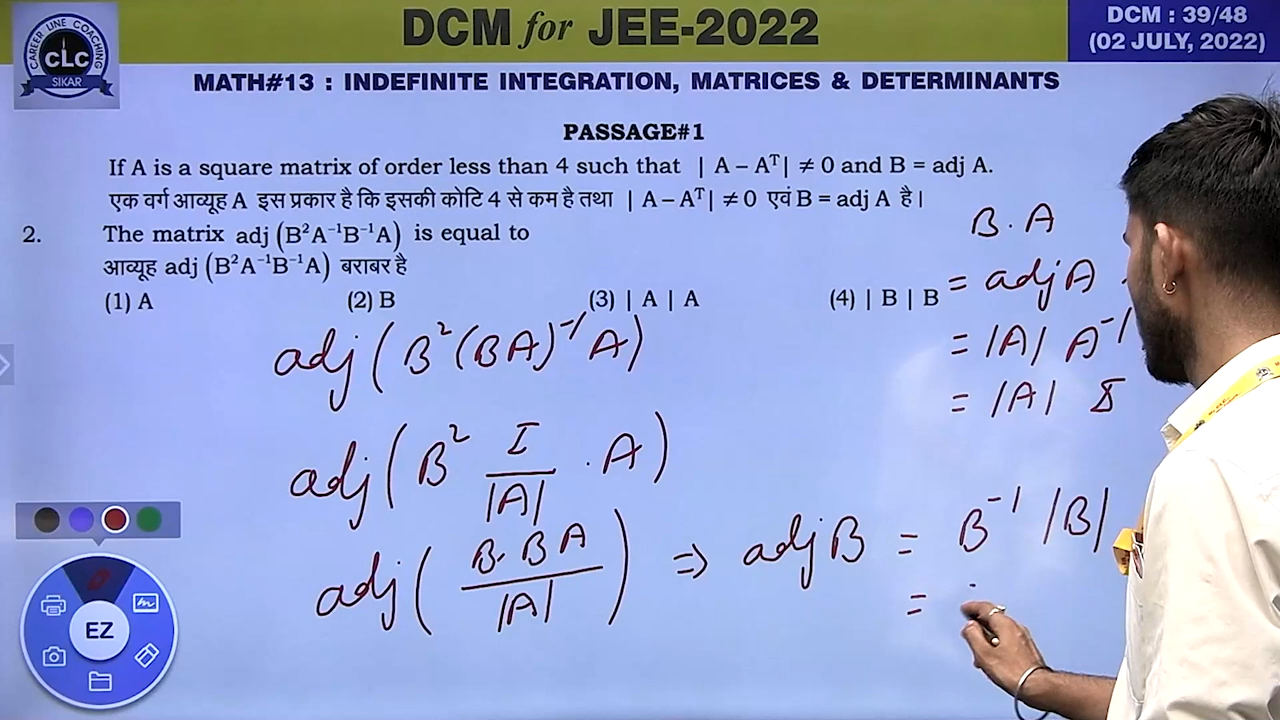 CAREER LINE COACHING
CLC
SIKAR
DCM for JEE-2022
DCM : 39/48
(02 JULY, 2022)
MATH#13 : INDEFINITE INTEGRATION, MATRICES & DETERMINANTS
PASSAGE#1
If A is a square matrix of order less than 4 such that | A – Aᵀ| ≠ 0 and B = adj A.
एक वर्ग आव्यूह A इस प्रकार है कि इसकी कोटि 4 से कम है तथा | A – Aᵀ| ≠ 0 एवं B = adj A है।
2. The matrix adj (B²A⁻¹B⁻¹A) is equal to
आव्यूह adj (B²A⁻¹B⁻¹A) बराबर है
(1) A (2) B (3) | A | A (4) | B | B
B · A
= adj A
= |A| A⁻¹
= |A| I
adj ( B² (BA)⁻¹ A )
adj ( B² I/|A| · A )
adj ( B · B A/|A| ) ⇒ adj B = B⁻¹ |B|
=
EZ